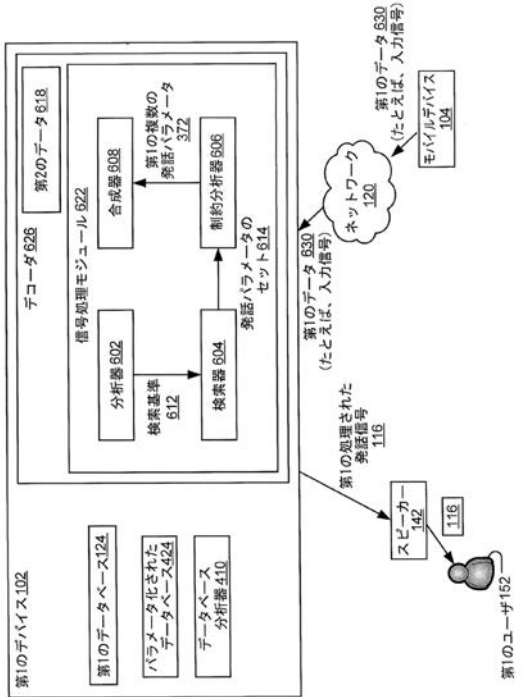 第1のデバイス102
第1のデータベース124
パラメータ化された
データベース424
データベース
分析器410
デコーダ626
第2のデータ618
信号処理モジュール622
分析器602
検索基準
612
検索器604
発話パラメータの
セット614
制約分析器606
第1の複数の
発話パラメータ
372
合成器608
第1のデータ630
(たとえば、入力信号)
モバイルデバイス
104
ネットワーク
120
第1のデータ630
(たとえば、入力信号)
第1の処理された
発話信号
116
スピーカー
142
116
第1のユーザ152